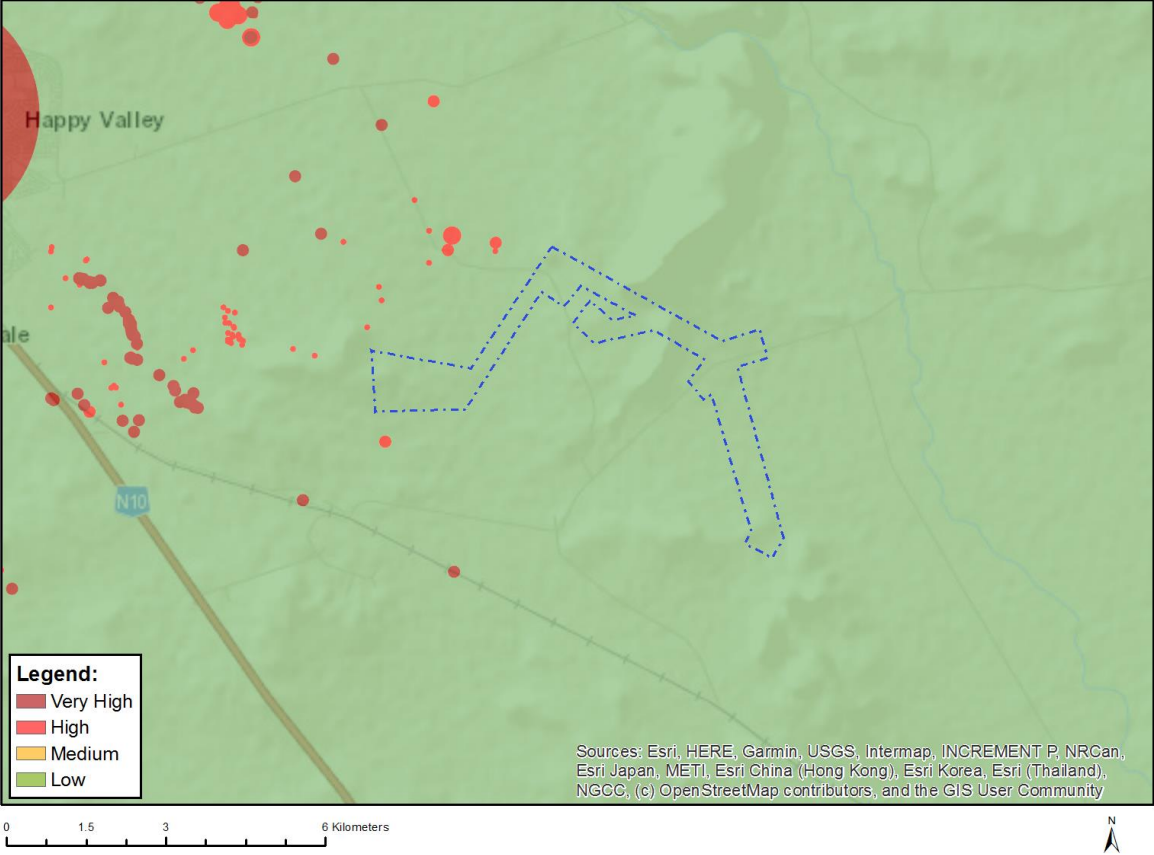 Happy Valley
ale
N10
Legend:
Very High
High
Medium
Low
Sources: Esri, HERE, Garmin, USGS, Intermap, INCREMENT P, NRCan,
Esri Japan, METI, Esri China (Hong Kong), Esri Korea, Esri (Thailand),
NGCC, (c) OpenStreetMap contributors, and the GIS User Community
0 1.5 3 6 Kilometers
N